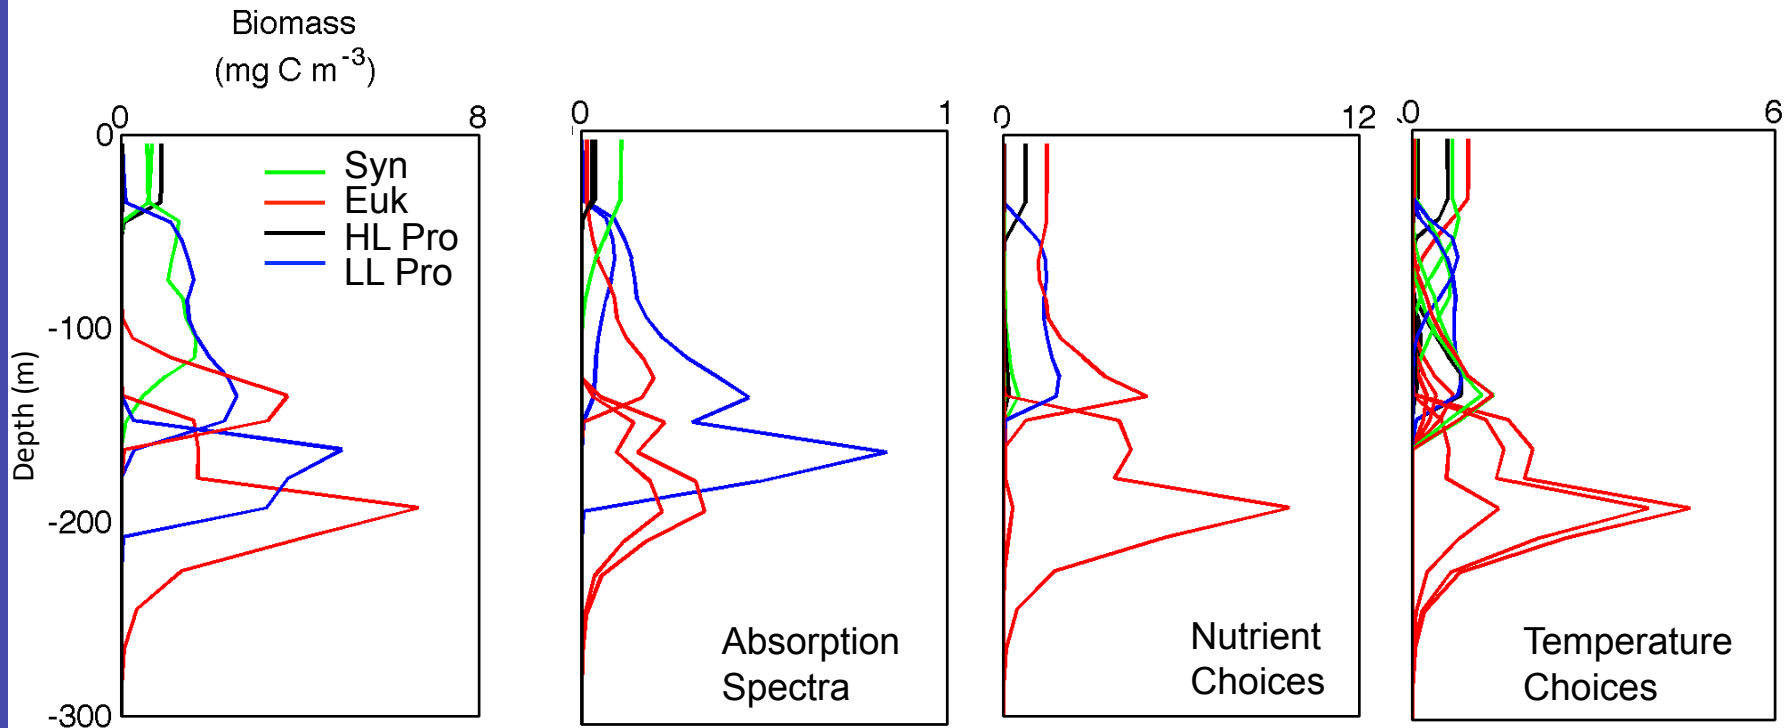 Biomass
(mg C m-3)
0 8
0 1
0 12
0 6
0
-100
-200
-300
Depth (m)
Syn
Euk
HL Pro
LL Pro
Absorption
Spectra
Nutrient
Choices
Temperature
Choices